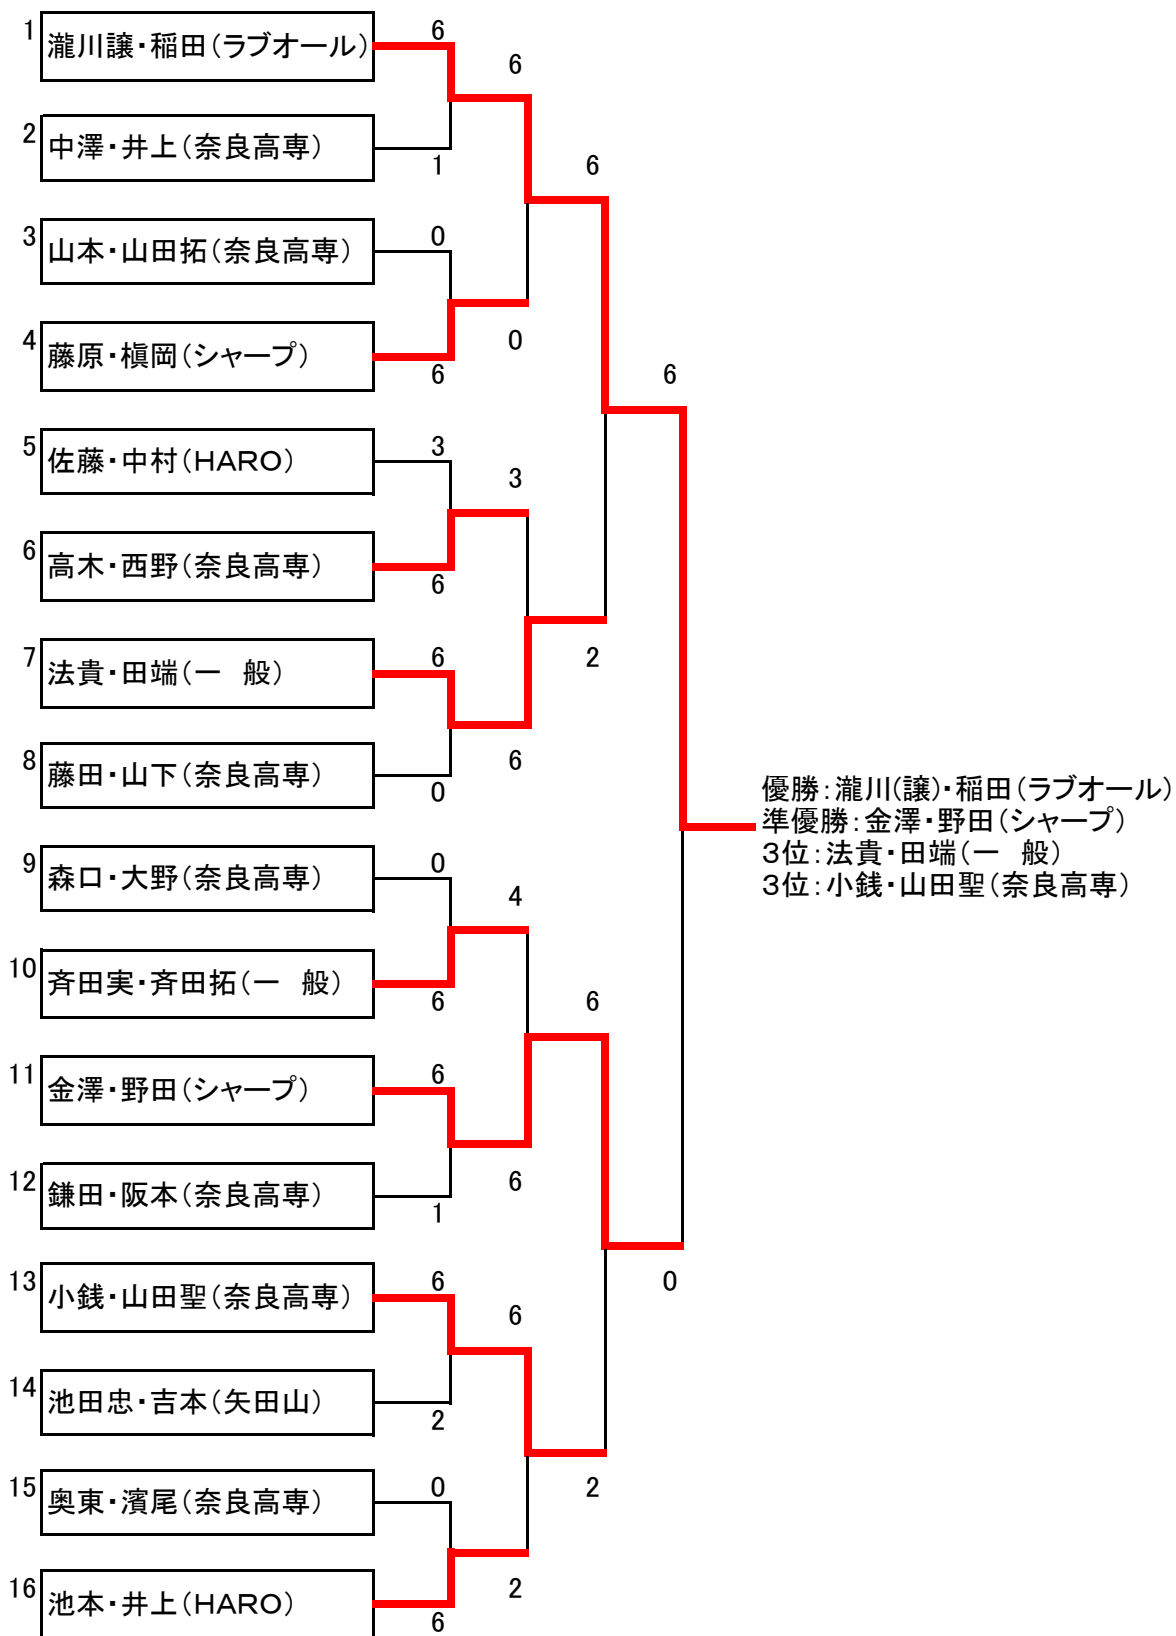 1
瀧川譲・稲田(ラブオール)
6
6
2
中澤・井上(奈良高専)
1
6
3
山本・山田拓(奈良高専)
0
4
藤原・槇岡(シャープ)
6
0
6
5
佐藤・中村(HARO)
3
3
6
高木・西野(奈良高専)
6
7
法貴・田端(一　般)
6
2
8
藤田・山下(奈良高専)
0
6
優勝:瀧川(譲)・稲田(ラブオール)
準優勝:金澤・野田(シャープ)
3位:法貴・田端(一　般)
3位:小銭・山田聖(奈良高専)
9
森口・大野(奈良高専)
0
4
10
斉田実・斉田拓(一　般)
6
6
11
金澤・野田(シャープ)
6
12
鎌田・阪本(奈良高専)
1
6
13
小銭・山田聖(奈良高専)
6
6
0
14
池田忠・吉本(矢田山)
2
15
奥東・濱尾(奈良高専)
0
2
16
池本・井上(HARO)
6
2